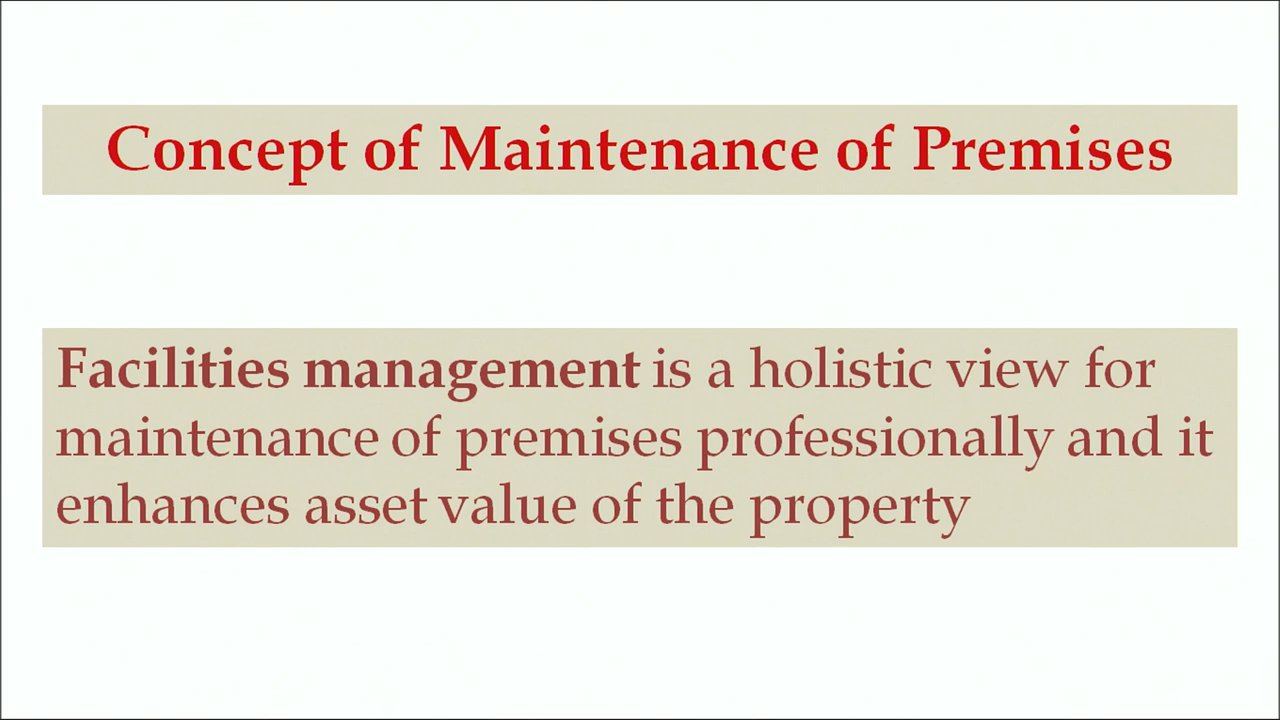 Concept of Maintenance of Premises
Facilities management is a holistic view for
maintenance of premises professionally and it
enhances asset value of the property